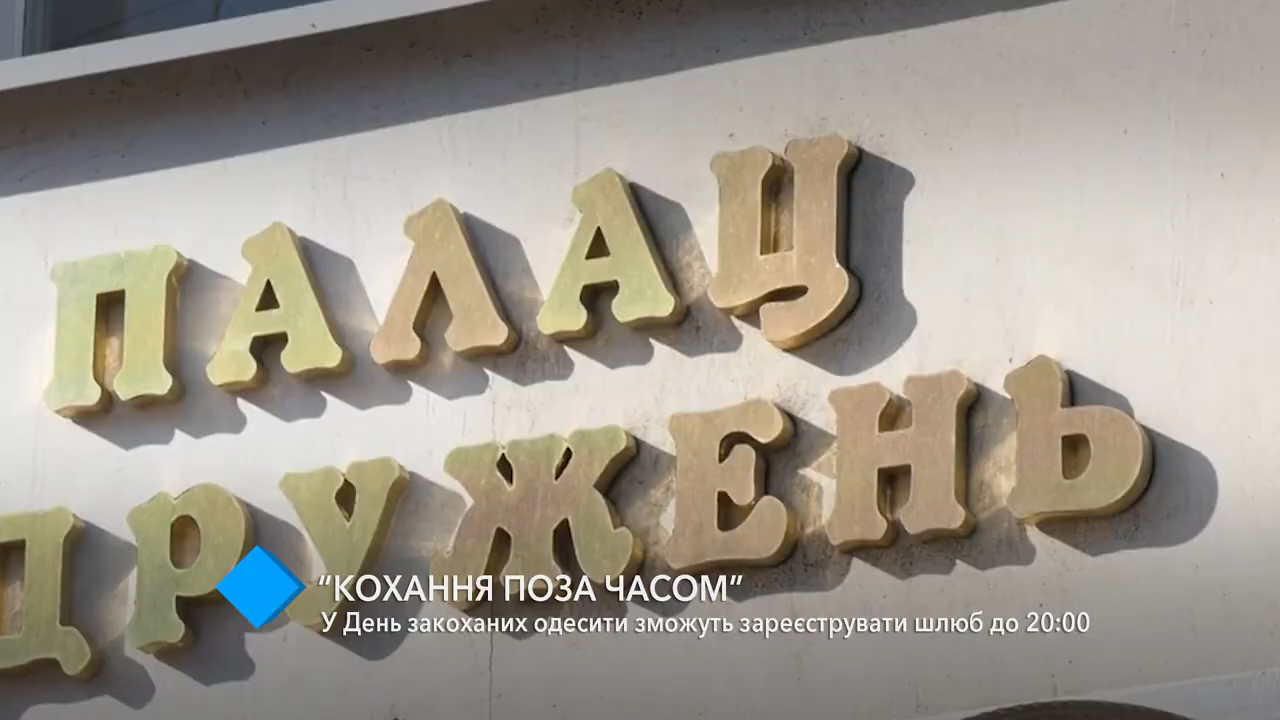 ПАЛАЦ
ДРУЖЕНЬ
“КОХАННЯ ПОЗА ЧАСОМ”
У День закоханих одесити зможуть зареєструвати шлюб до 20:00